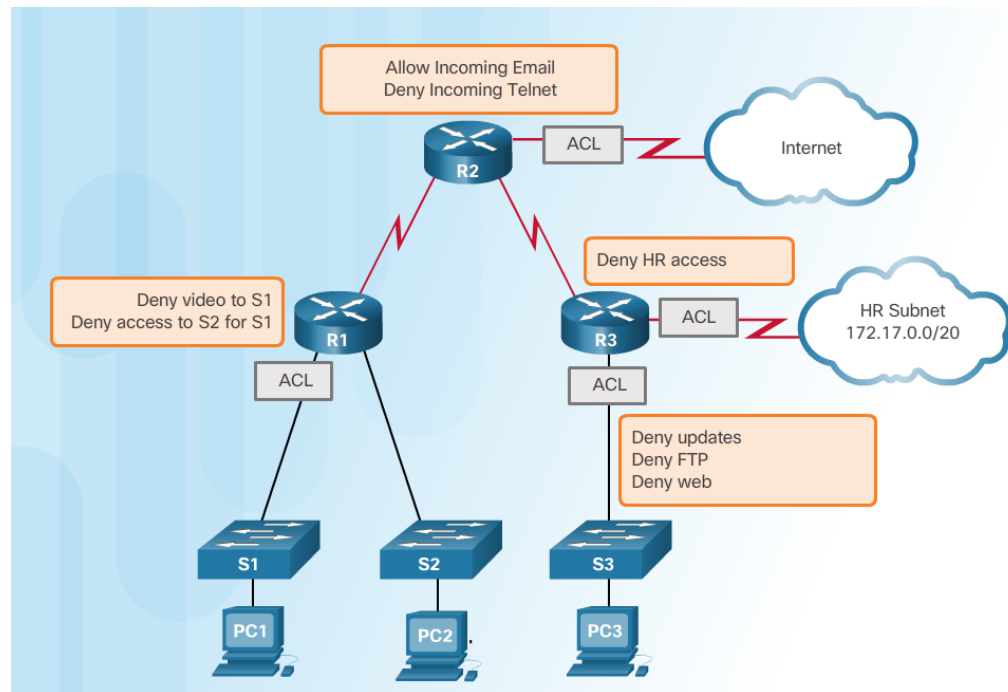 Allow Incoming Email
Deny Incoming Telnet
ACL
Internet
R2
Deny HR access
Deny video to S1
Deny access to S2 for S1
ACL
HR Subnet
172.17.0.0/20
R1
R3
ACL
ACL
Deny updates
Deny FTP
Deny web
S1
S2
S3
PC1
PC2
PC3